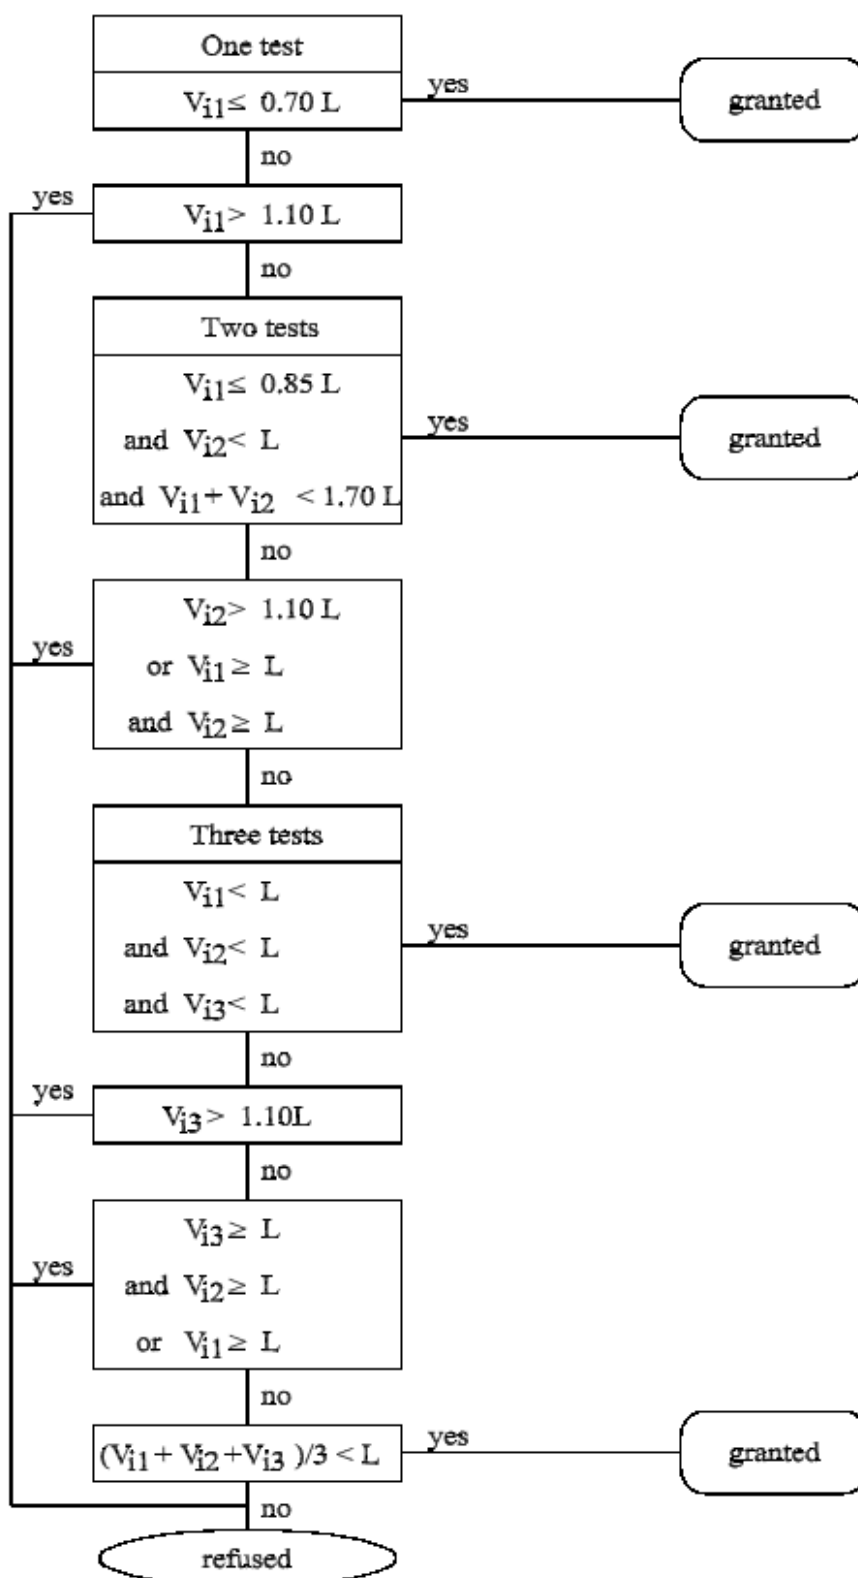 One test
Vi1≤ 0.70 L
yes
granted
no
yes
Vi1> 1.10 L
no
Two tests
Vi1≤ 0.85 L
and Vi2< L
and Vi1+ Vi2 < 1.70 L
yes
granted
no
yes
Vi2> 1.10 L
or Vi1≥ L
and Vi2≥ L
no
Three tests
Vi1< L
and Vi2< L
and Vi3< L
yes
granted
no
yes
Vi3> 1.10L
no
yes
Vi3≥ L
and Vi2≥ L
or Vi1≥ L
no
(Vi1+ Vi2+Vi3 )/3 < L
yes
granted
no
refused